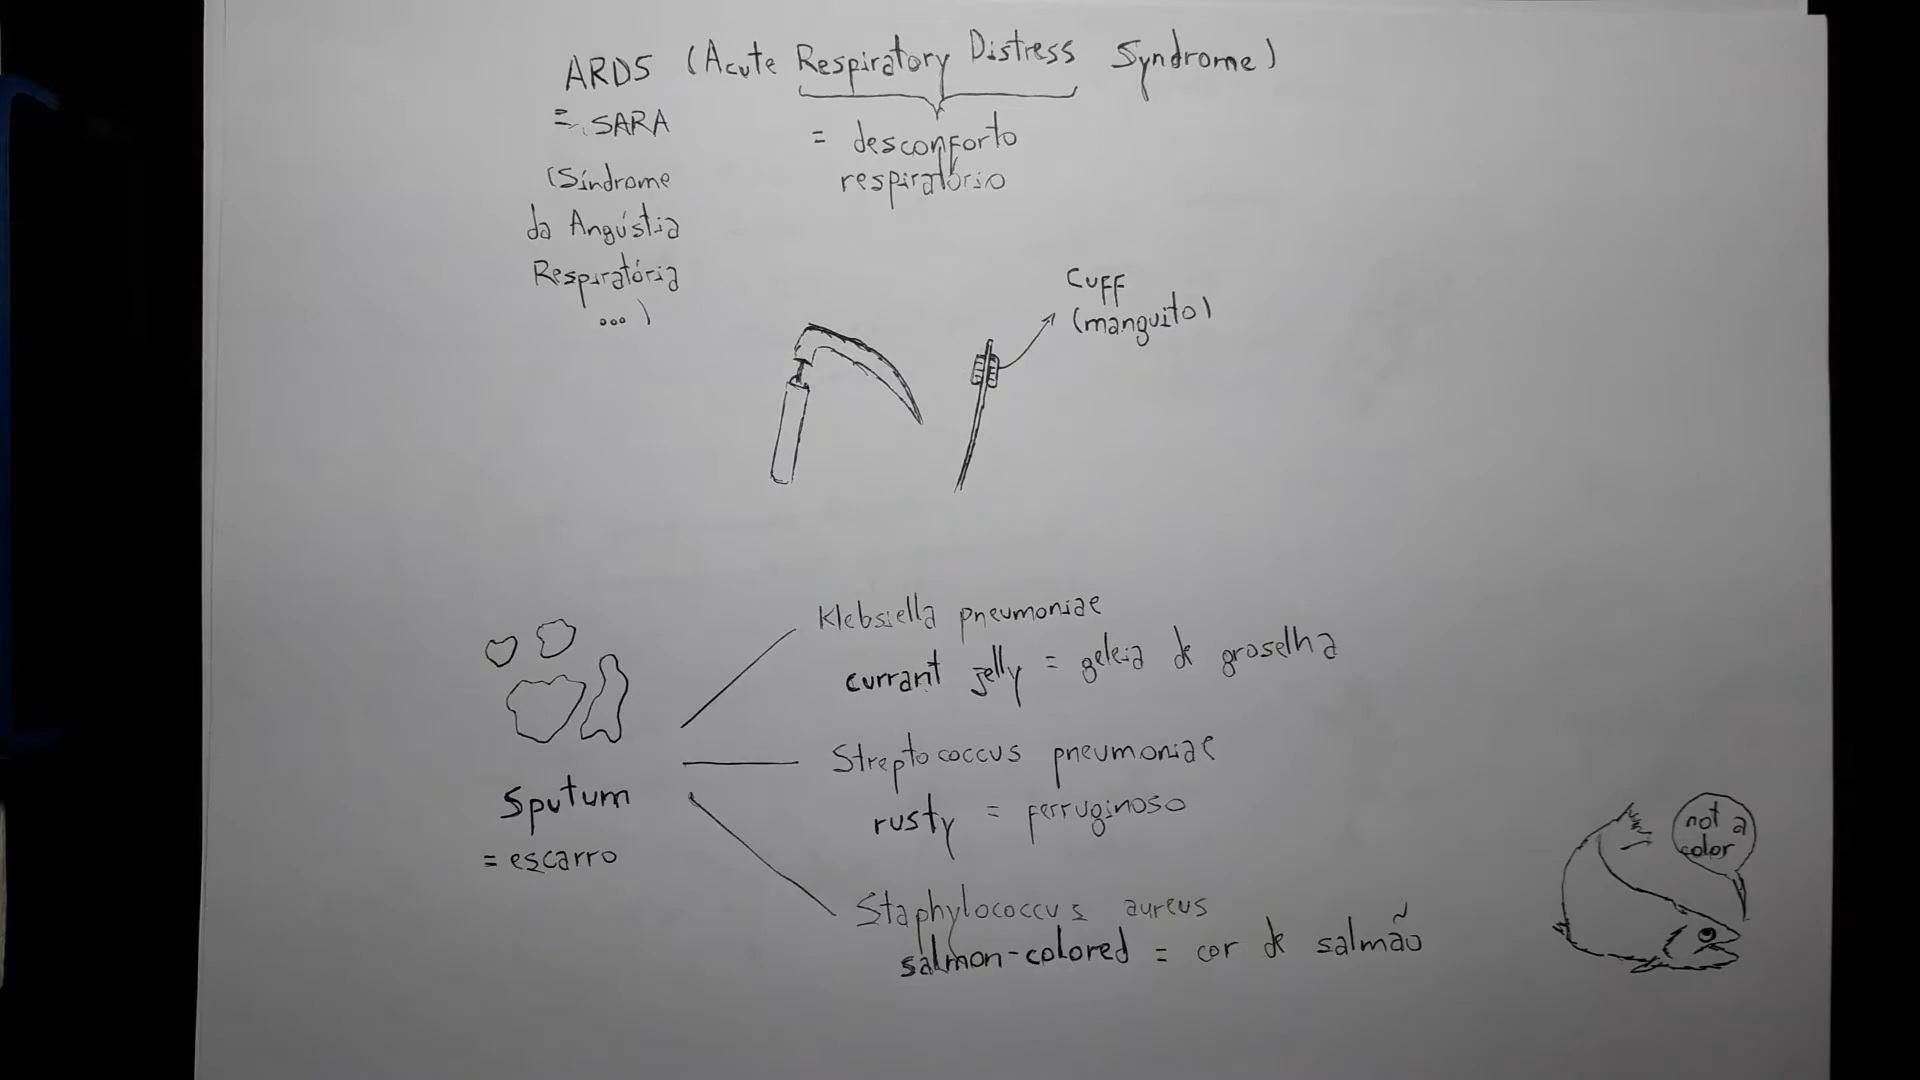 ARDS (Acute Respiratory Distress Syndrome)
= SARA
(Síndrome
da Angústia
Respiratória
...)
= desconforto
respiratório
Cuff
(manguito)
Klebsiella pneumoniae
currant jelly = geleia de groselha
Streptococcus pneumoniae
rusty = ferruginoso
Sputum
= escarro
Staphylococcus aureus
salmon-colored = cor de salmão
not a
color